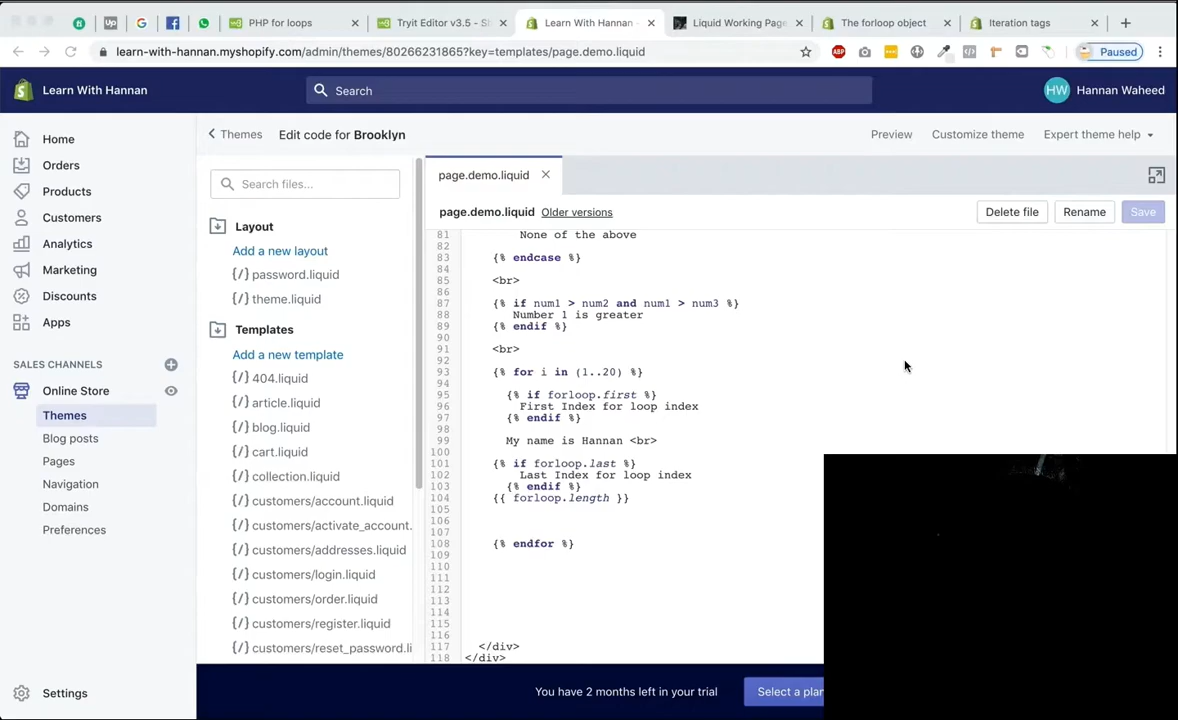 PHP for loops
Tryit Editor v3.5 - S
Learn With Hannan
Liquid Working Pag
The forloop object
Iteration tags
learn-with-hannan.myshopify.com/admin/themes/80266231865?key=templates/page.demo.liquid
ABP
Paused
Learn With Hannan
Search
HW
Hannan Waheed
Home
Orders
Products
Customers
Analytics
Marketing
Discounts
Apps
SALES CHANNELS
Online Store
Themes
Blog posts
Pages
Navigation
Domains
Preferences
Settings
Themes
Edit code for Brooklyn
Preview
Customize theme
Expert theme help
Search files...
Layout
Add a new layout
{/} password.liquid
{/} theme.liquid
Templates
Add a new template
{/} 404.liquid
{/} article.liquid
{/} blog.liquid
{/} cart.liquid
{/} collection.liquid
{/} customers/account.liquid
{/} customers/activate_account.
{/} customers/addresses.liquid
{/} customers/login.liquid
{/} customers/order.liquid
{/} customers/register.liquid
{/} customers/reset_password.li
page.demo.liquid
page.demo.liquid Older versions
Delete file
Rename
Save
81 None of the above
82
83 {% endcase %}
84
85 <br>
86
87 {% if num1 > num2 and num1 > num3 %}
88 Number 1 is greater
89 {% endif %}
90
91 <br>
92
93 {% for i in (1..20) %}
94
95 {% if forloop.first %}
96 First Index for loop index
97 {% endif %}
98
99 My name is Hannan <br>
100
101 {% if forloop.last %}
102 Last Index for loop index
103 {% endif %}
104 {{ forloop.length }}
105
106
107
108 {% endfor %}
109
110
111
112
113
114
115
116
117 </div>
118 </div>
You have 2 months left in your trial
Select a plan